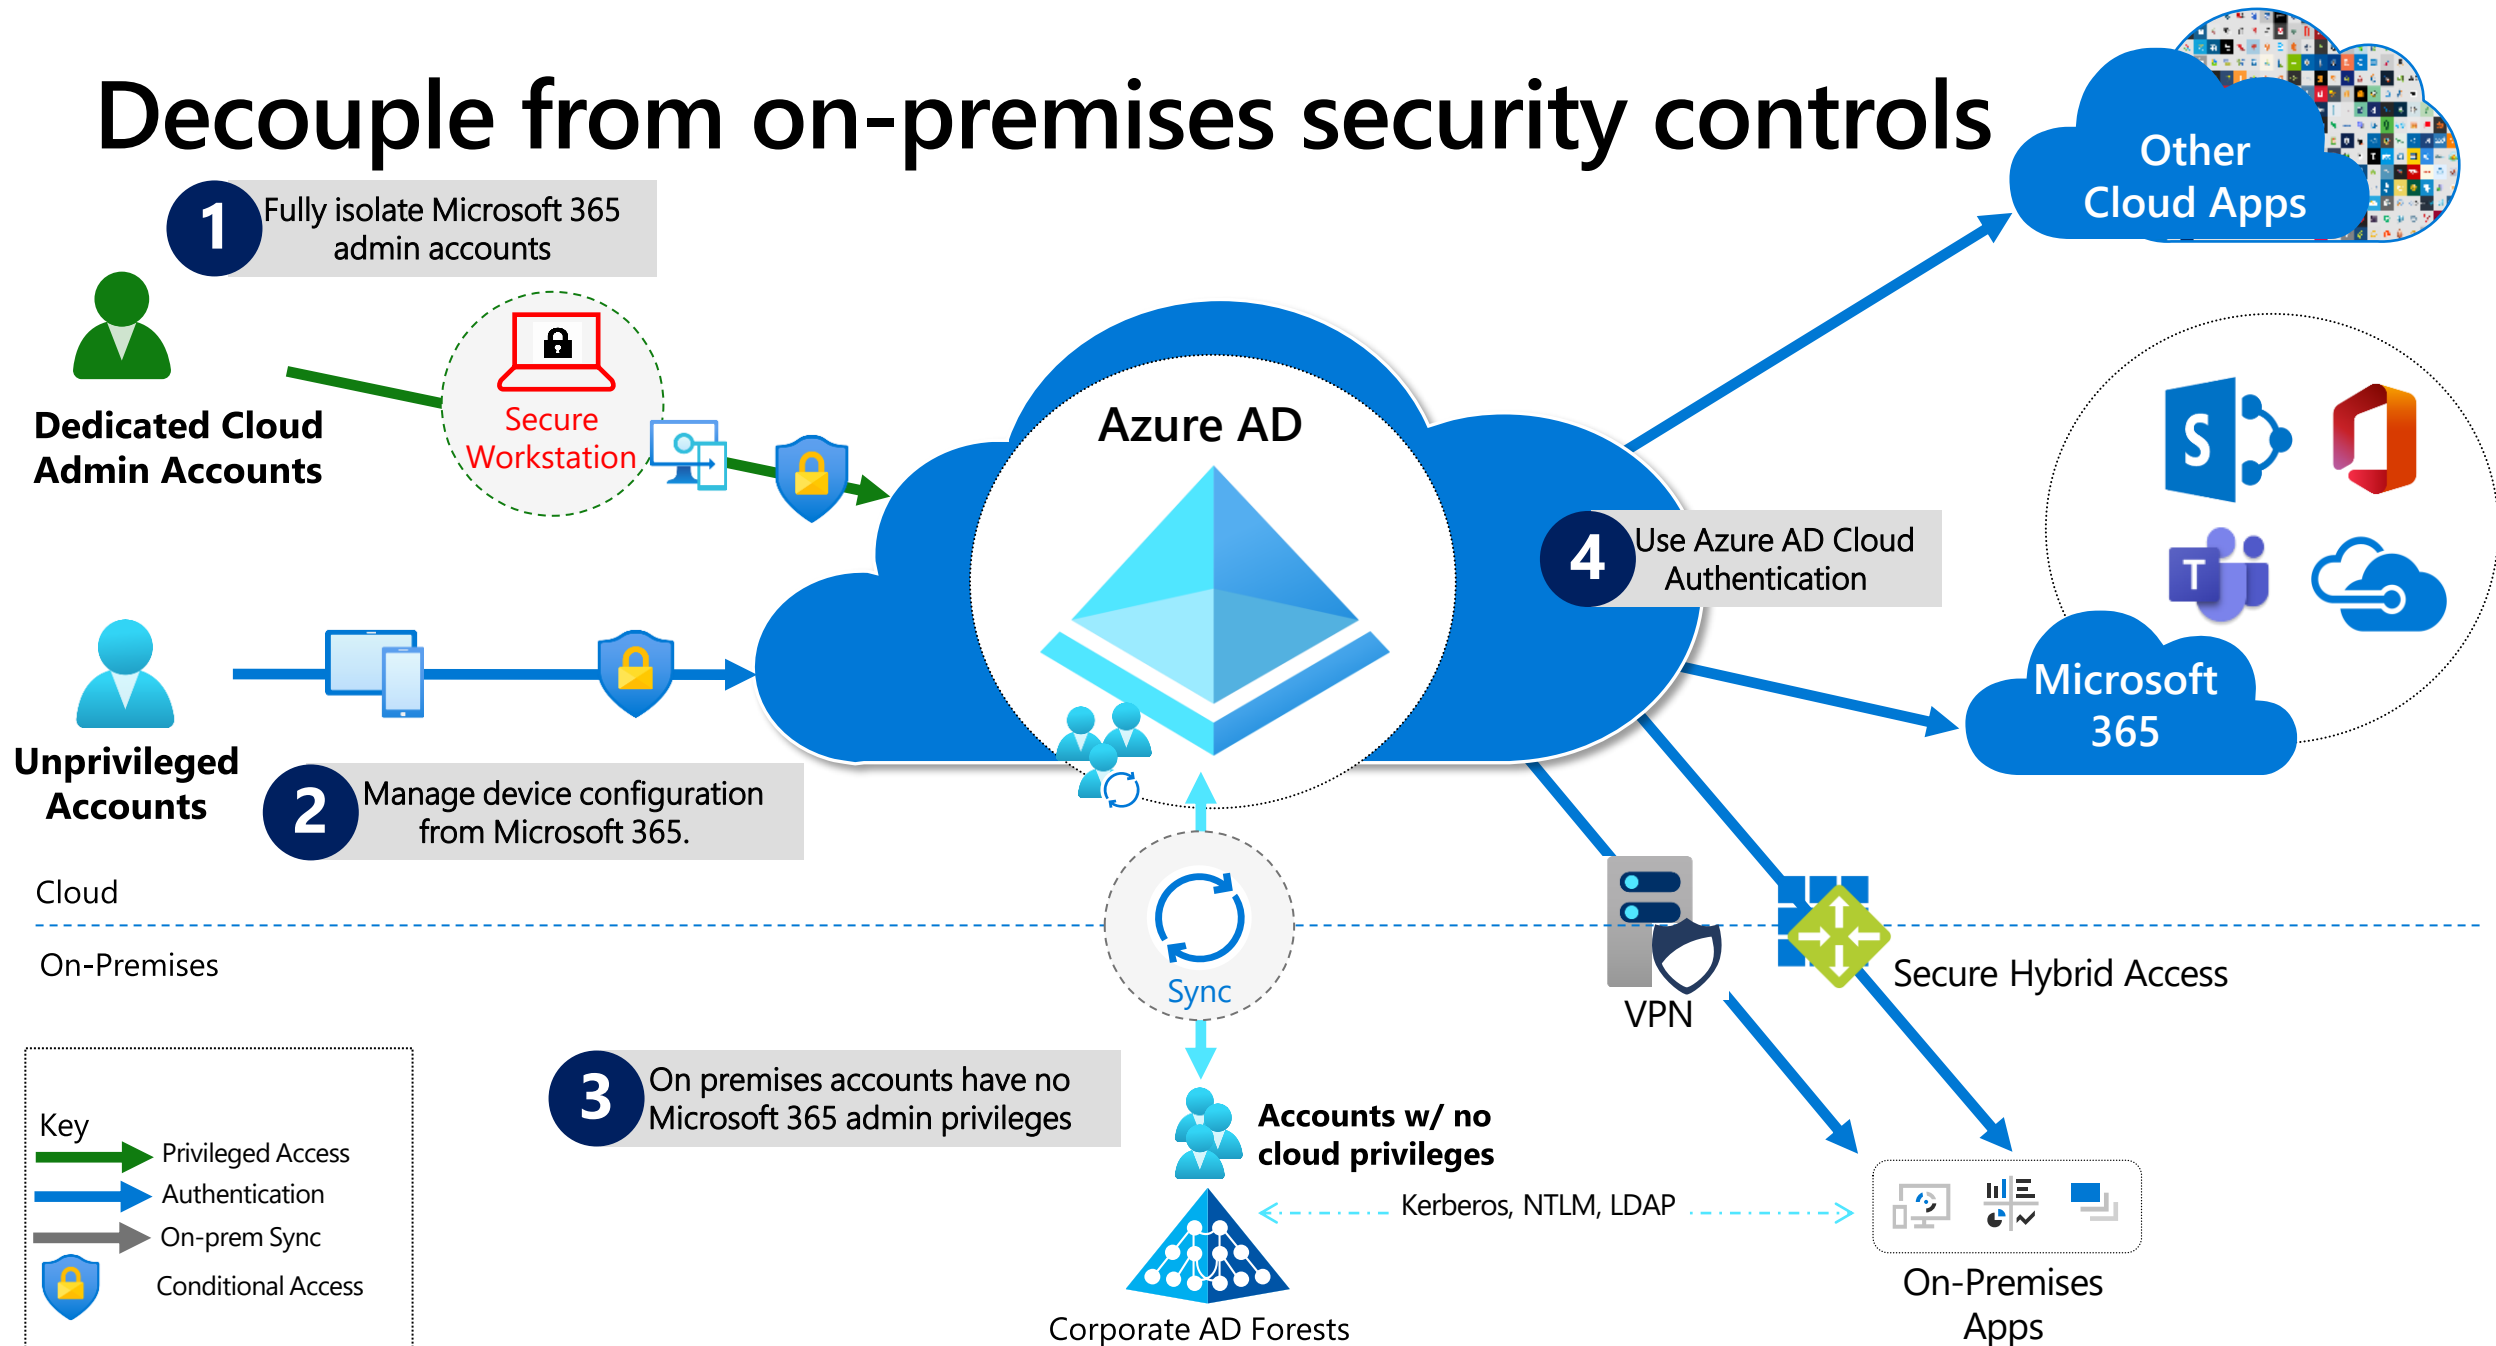 Decouple from on-premises security controls
Other
Cloud Apps
1
Fully isolate Microsoft 365
admin accounts
Dedicated Cloud
Admin Accounts
Secure
Workstation
Azure AD
4
Use Azure AD Cloud
Authentication
S
T
Microsoft
365
Unprivileged
Accounts
2
Manage device configuration
from Microsoft 365.
Cloud
On-Premises
Sync
VPN
Secure Hybrid Access
3
On premises accounts have no
Microsoft 365 admin privileges
Accounts w/ no
cloud privileges
Kerberos, NTLM, LDAP
Corporate AD Forests
On-Premises
Apps
Key
Privileged Access
Authentication
On-prem Sync
Conditional Access